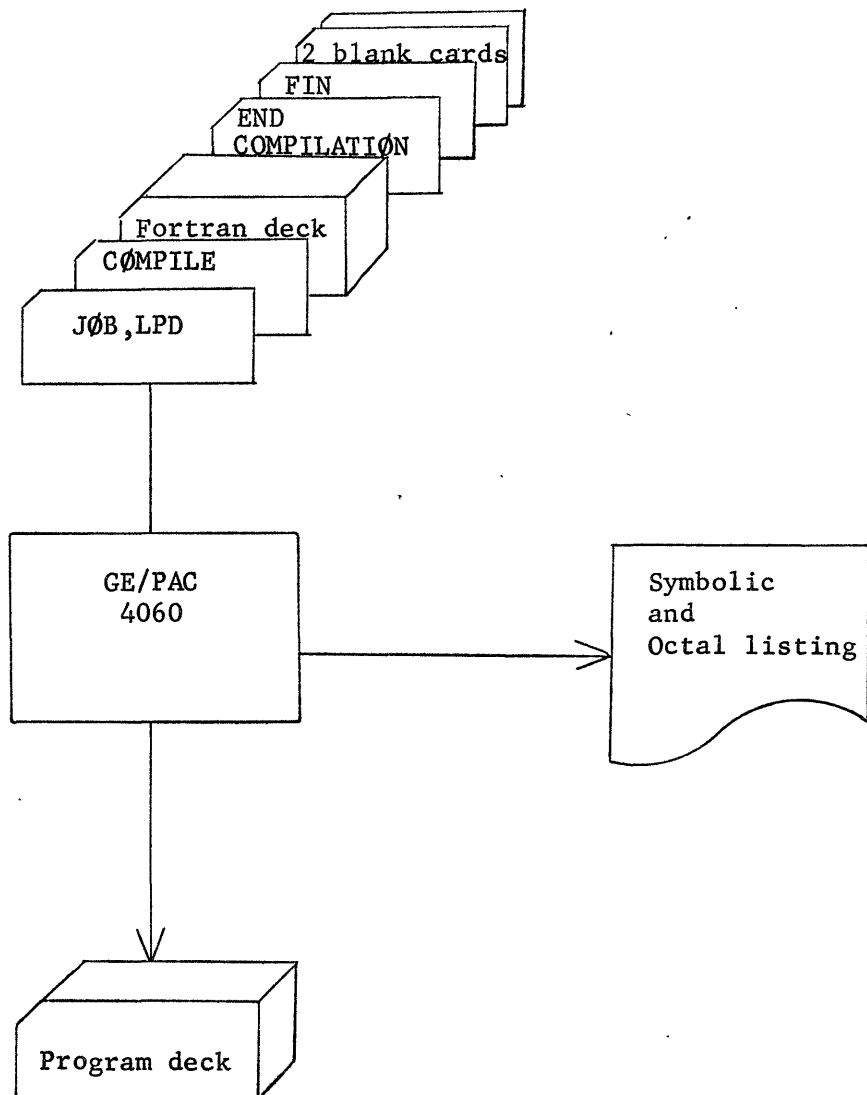 2 blank cards
FIN
END
COMPILATIØN
Fortran deck
CØMPILE
JØB,LPD
GE/PAC
4060
Symbolic
and
Octal listing
Program deck